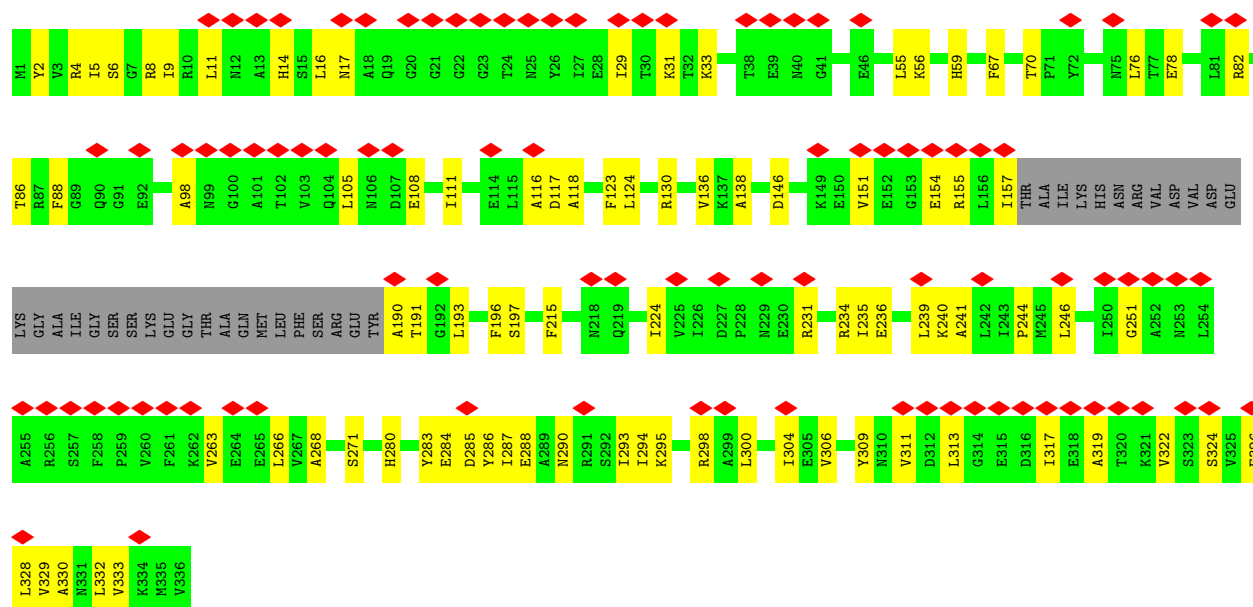 M1 Y2 V3 R4 I5 S6 G7 R8 I9 R10 L11 N12 A13 H14 S15 L16 N17 A18 Q19 G20 G21 G22 G23 T24 N25 Y26 I27 E28 I29 T30 K31 T32 K33 T38 E39 N40 G41 E46 L55 K56 H59 F67 T70 P71 Y72 N75 L76 T77 E78 L81 R82
T86 R87 F88 G89 Q90 G91 E92 A98 N99 G100 A101 T102 V103 Q104 L105 N106 D107 E108 I111 E114 L115 A116 D117 A118 F123 L124 R130 V136 K137 A138 D146 K149 E150 V151 E152 G153 E154 R155 L156 I157 THR ALA ILE LYS HIS ASN ARG VAL ASP VAL ASP GLU
LYS GLY ALA ILE GLY SER SER LYS GLU GLY THR ALA GLN MET LEU PHE SER ARG GLU TYR A190 T191 G192 L193 F196 S197 F215 N218 Q219 I224 V225 I226 D227 P228 N229 E230 R231 R234 I235 E236 L239 K240 A241 L242 I243 P244 M245 L246 I250 G251 A252 N253 L254
A255 R256 S257 F258 P259 V260 F261 K262 V263 E264 E265 L266 V267 A268 S271 H280 Y283 E284 D285 Y286 I287 E288 A289 N290 R291 S292 I293 I294 K295 R298 A299 L300 I304 E305 V306 Y309 N310 V311 D312 L313 G314 E315 D316 I317 E318 A319 T320 K321 V322 S323 S324 V325
L328 V329 A330 N331 L332 V333 K334 M335 V336